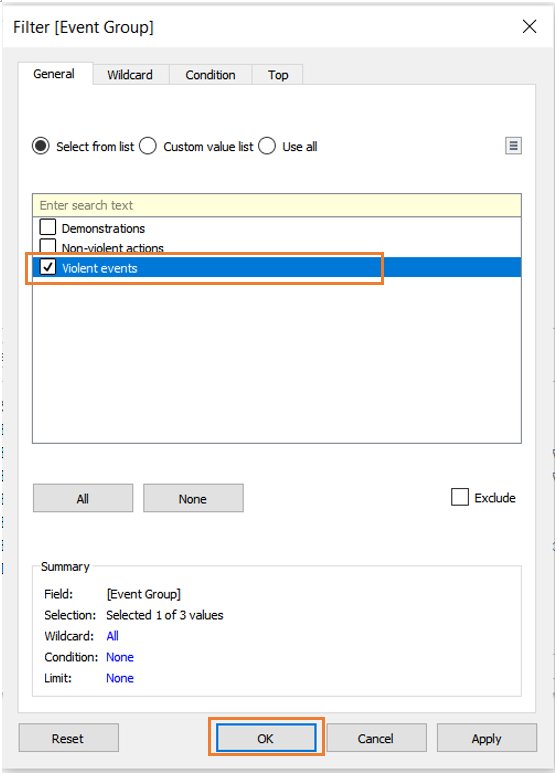 Filter [Event Group]
General Wildcard Condition Top
Select from list Custom value list Use all
Enter search text
Demonstrations
Non-violent actions
Violent events
All None Exclude
Summary
Field: [Event Group]
Selection: Selected 1 of 3 values
Wildcard: All
Condition: None
Limit: None
Reset OK Cancel Apply